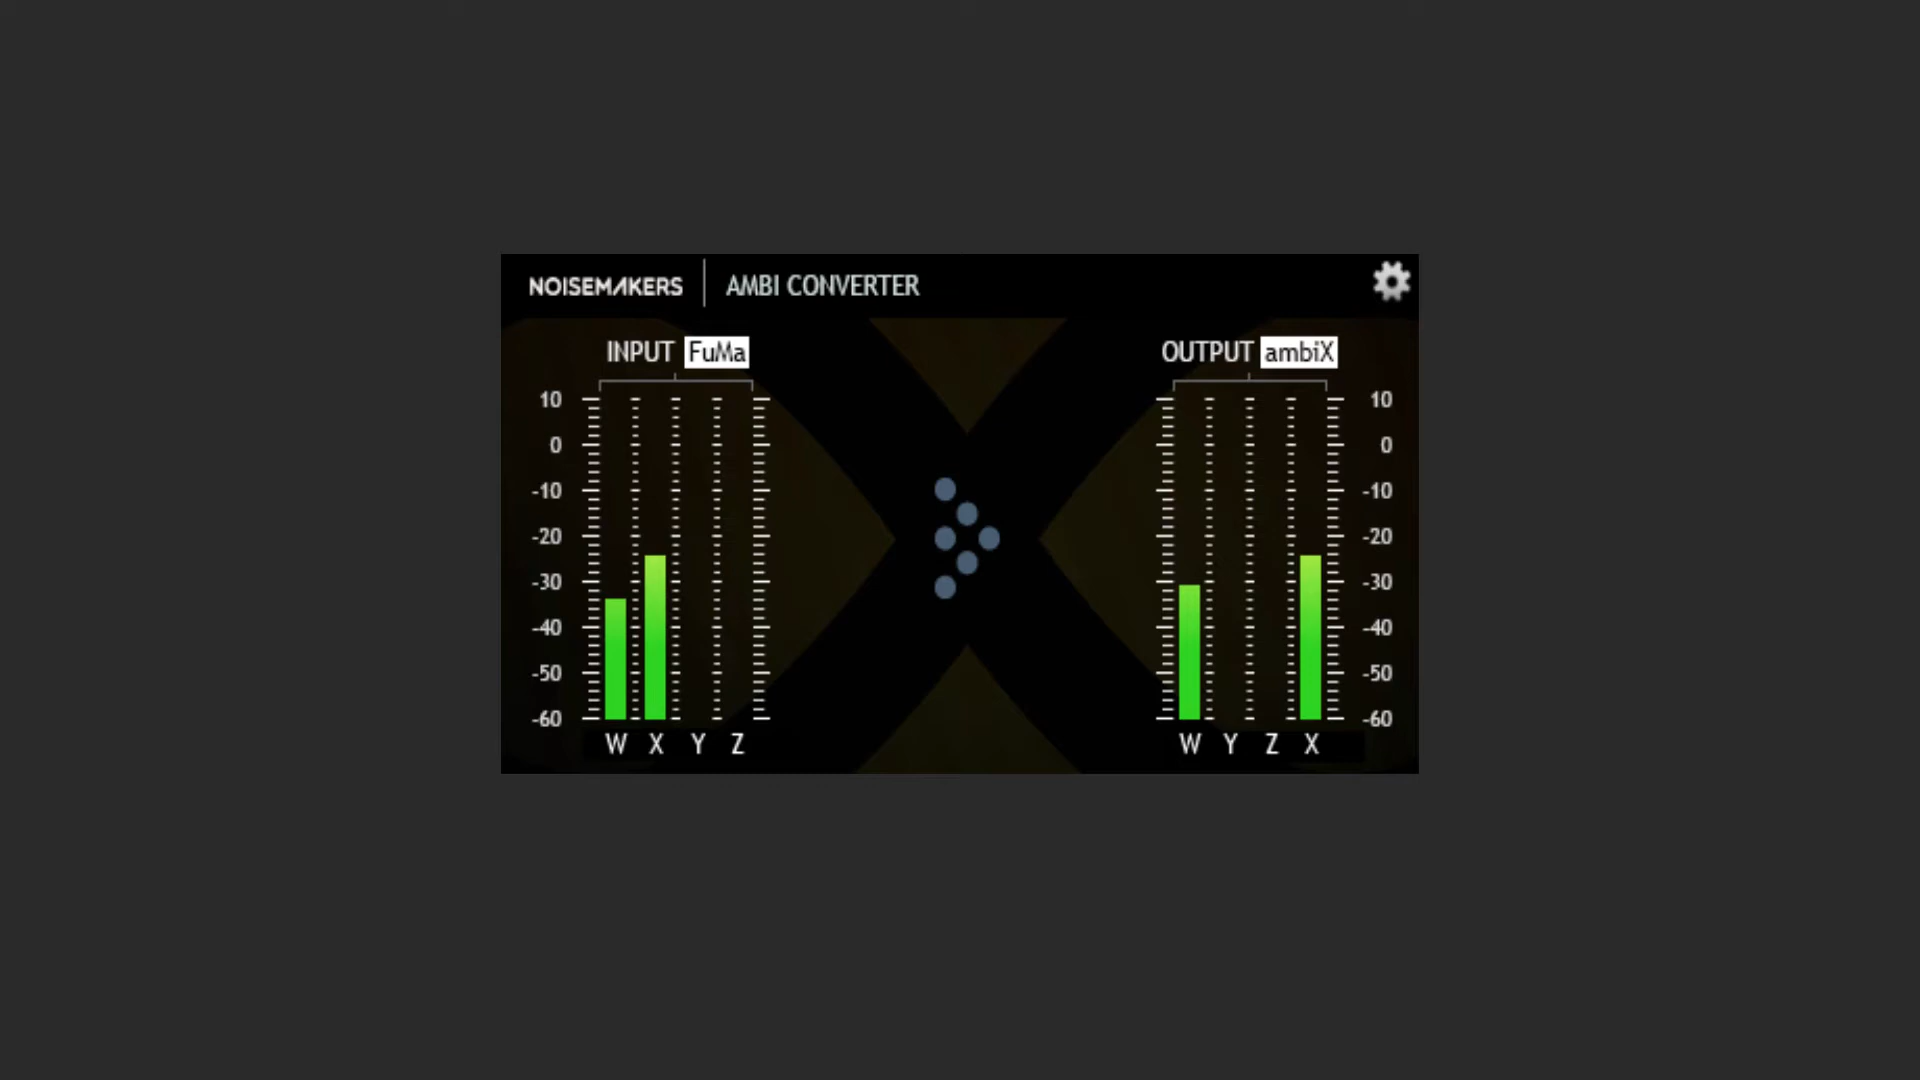 NOISEMAKERS AMBI CONVERTER
INPUT FuMa
OUTPUT ambiX
10 10
0 0
-10 -10
-20 -20
-30 -30
-40 -40
-50 -50
-60 -60
W X Y Z W Y Z X